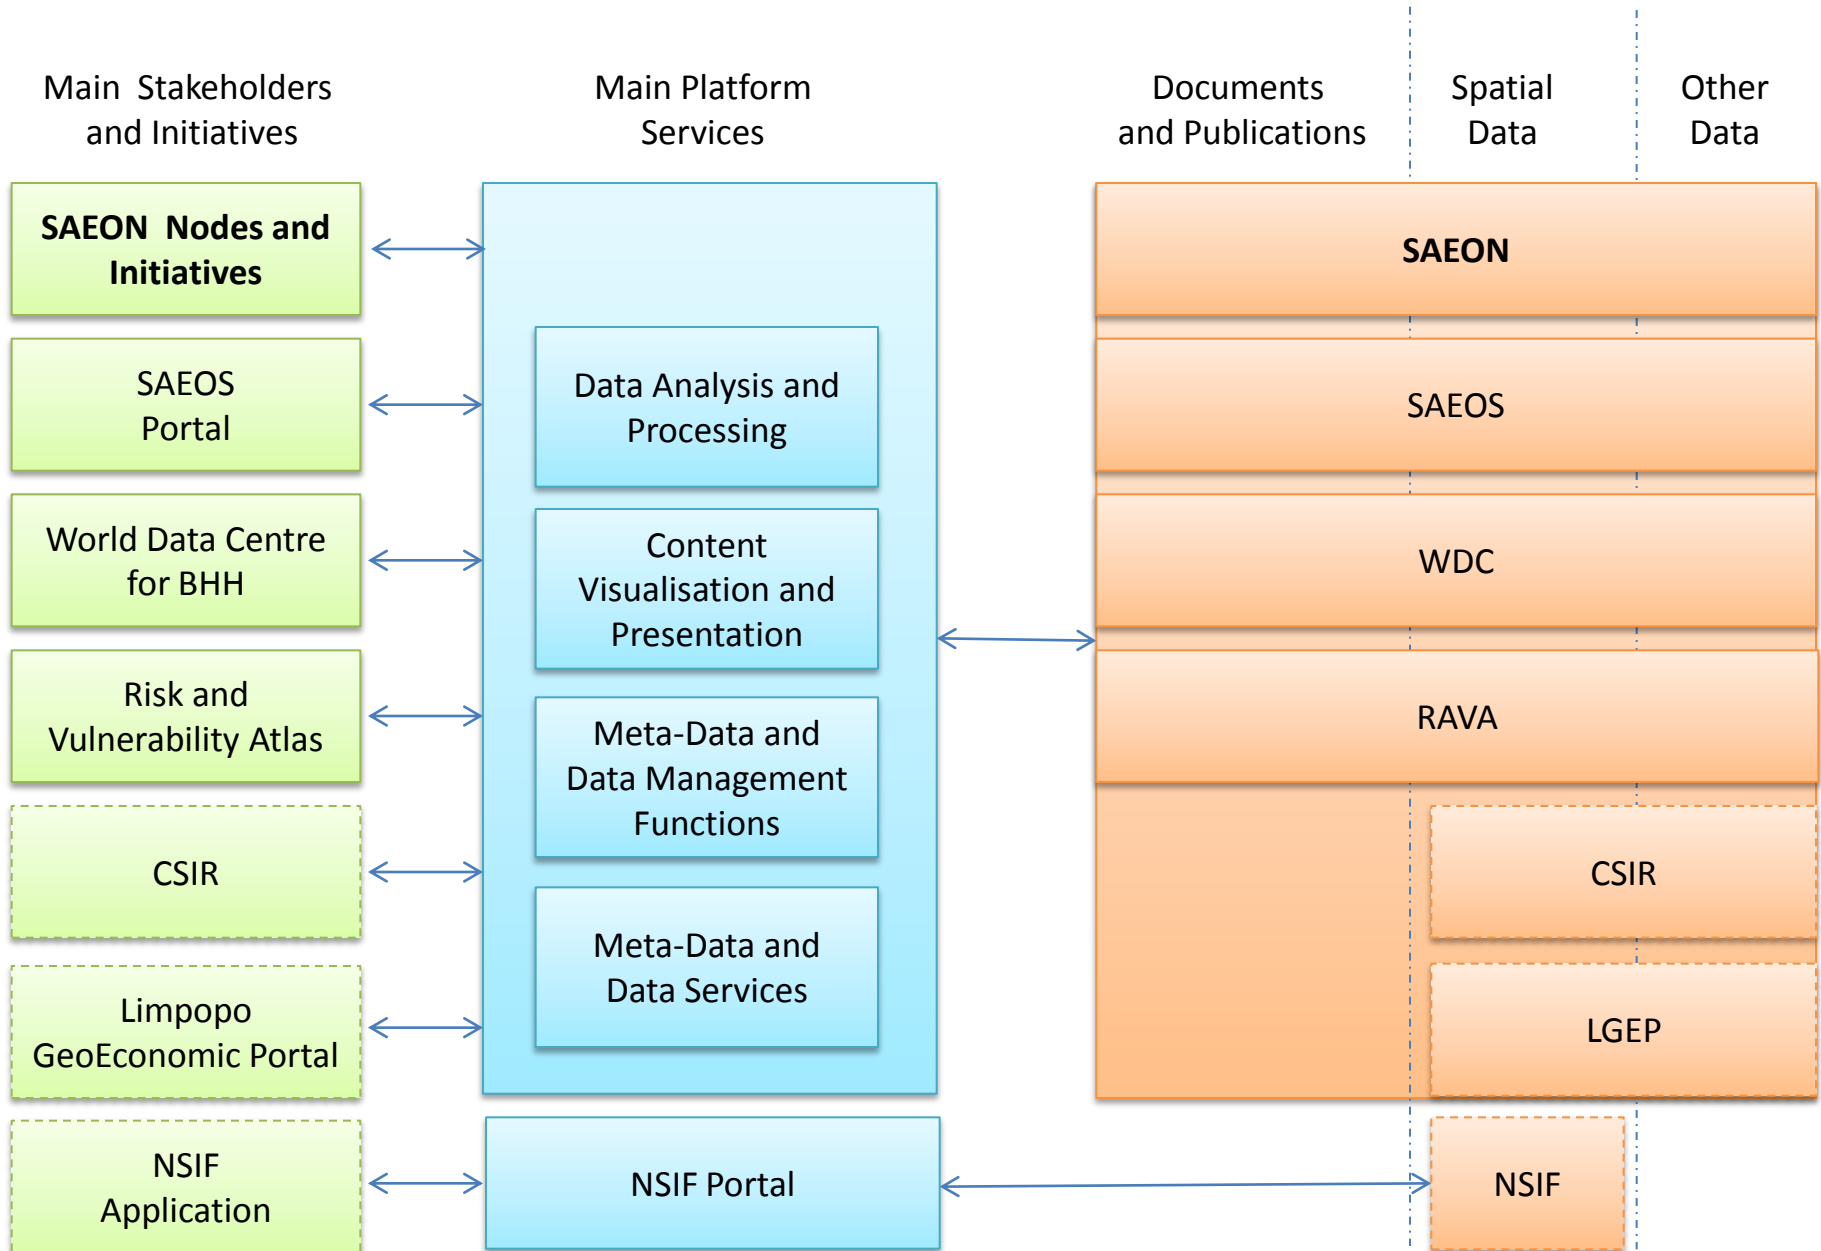 Main Stakeholders
and Initiatives
Main Platform
Services
Documents
and Publications
Spatial
Data
Other
Data
SAEON Nodes and
Initiatives
SAEOS
Portal
World Data Centre
for BHH
Risk and
Vulnerability Atlas
CSIR
Limpopo
GeoEconomic Portal
NSIF
Application
Data Analysis and
Processing
Content
Visualisation and
Presentation
Meta-Data and
Data Management
Functions
Meta-Data and
Data Services
NSIF Portal
SAEON
SAEOS
WDC
RAVA
CSIR
LGEP
NSIF